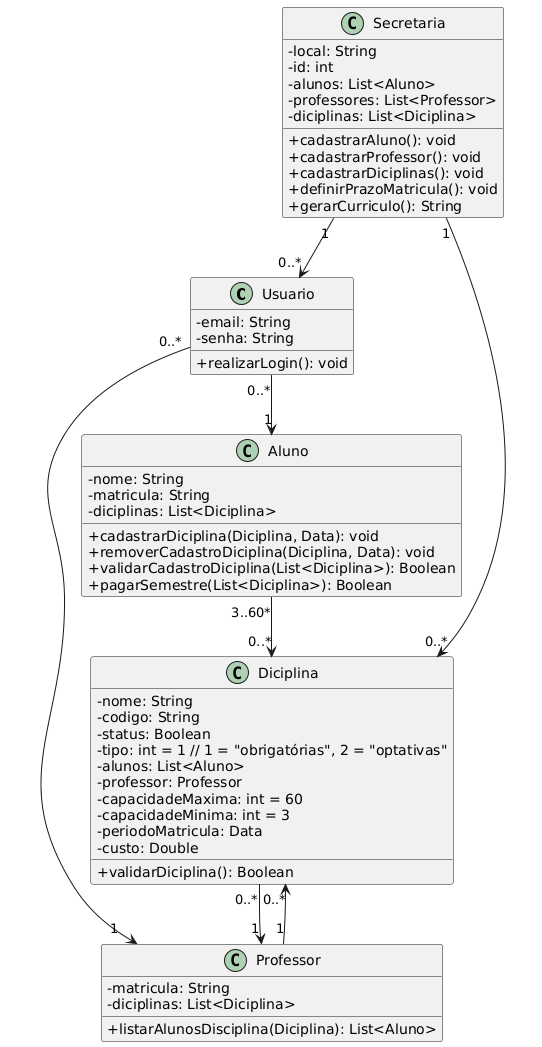 C Secretaria
-local: String
-id: int
-alunos: List<Aluno>
-professores: List<Professor>
-diciplinas: List<Diciplina>
+cadastrarAluno(): void
+cadastrarProfessor(): void
+cadastrarDiciplinas(): void
+definirPrazoMatricula(): void
+gerarCurriculo(): String
1
1
0..*
C Usuario
-email: String
-senha: String
+realizarLogin(): void
0..*
0..*
1
C Aluno
-nome: String
-matricula: String
-diciplinas: List<Diciplina>
+cadastrarDiciplina(Diciplina, Data): void
+removerCadastroDiciplina(Diciplina, Data): void
+validarCadastroDiciplina(List<Diciplina>): Boolean
+pagarSemestre(List<Diciplina>): Boolean
3..60*
0..*
0..*
C Diciplina
-nome: String
-codigo: String
-status: Boolean
-tipo: int = 1 // 1 = "obrigatórias", 2 = "optativas"
-alunos: List<Aluno>
-professor: Professor
-capacidadeMaxima: int = 60
-capacidadeMinima: int = 3
-periodoMatricula: Data
-custo: Double
+validarDiciplina(): Boolean
0..*
0..*
1
1
1
C Professor
-matricula: String
-diciplinas: List<Diciplina>
+listarAlunosDisciplina(Diciplina): List<Aluno>